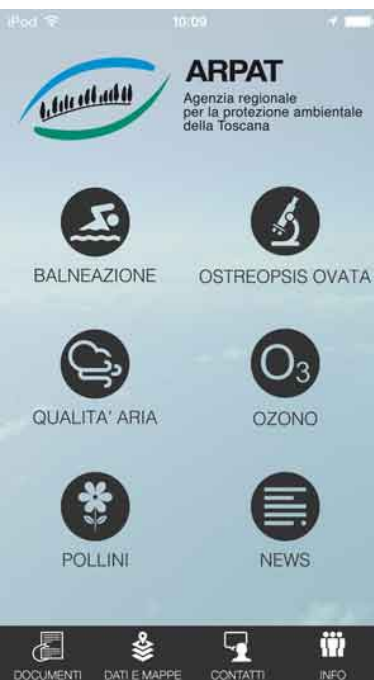 iPod 10:09
ARPAT
Agenzia regionale
per la protezione ambientale
della Toscana
BALNEAZIONE OSTREOPSIS OVATA
QUALITA' ARIA O3 OZONO
POLLINI NEWS
DOCUMENTI DATI E MAPPE CONTATTI INFO